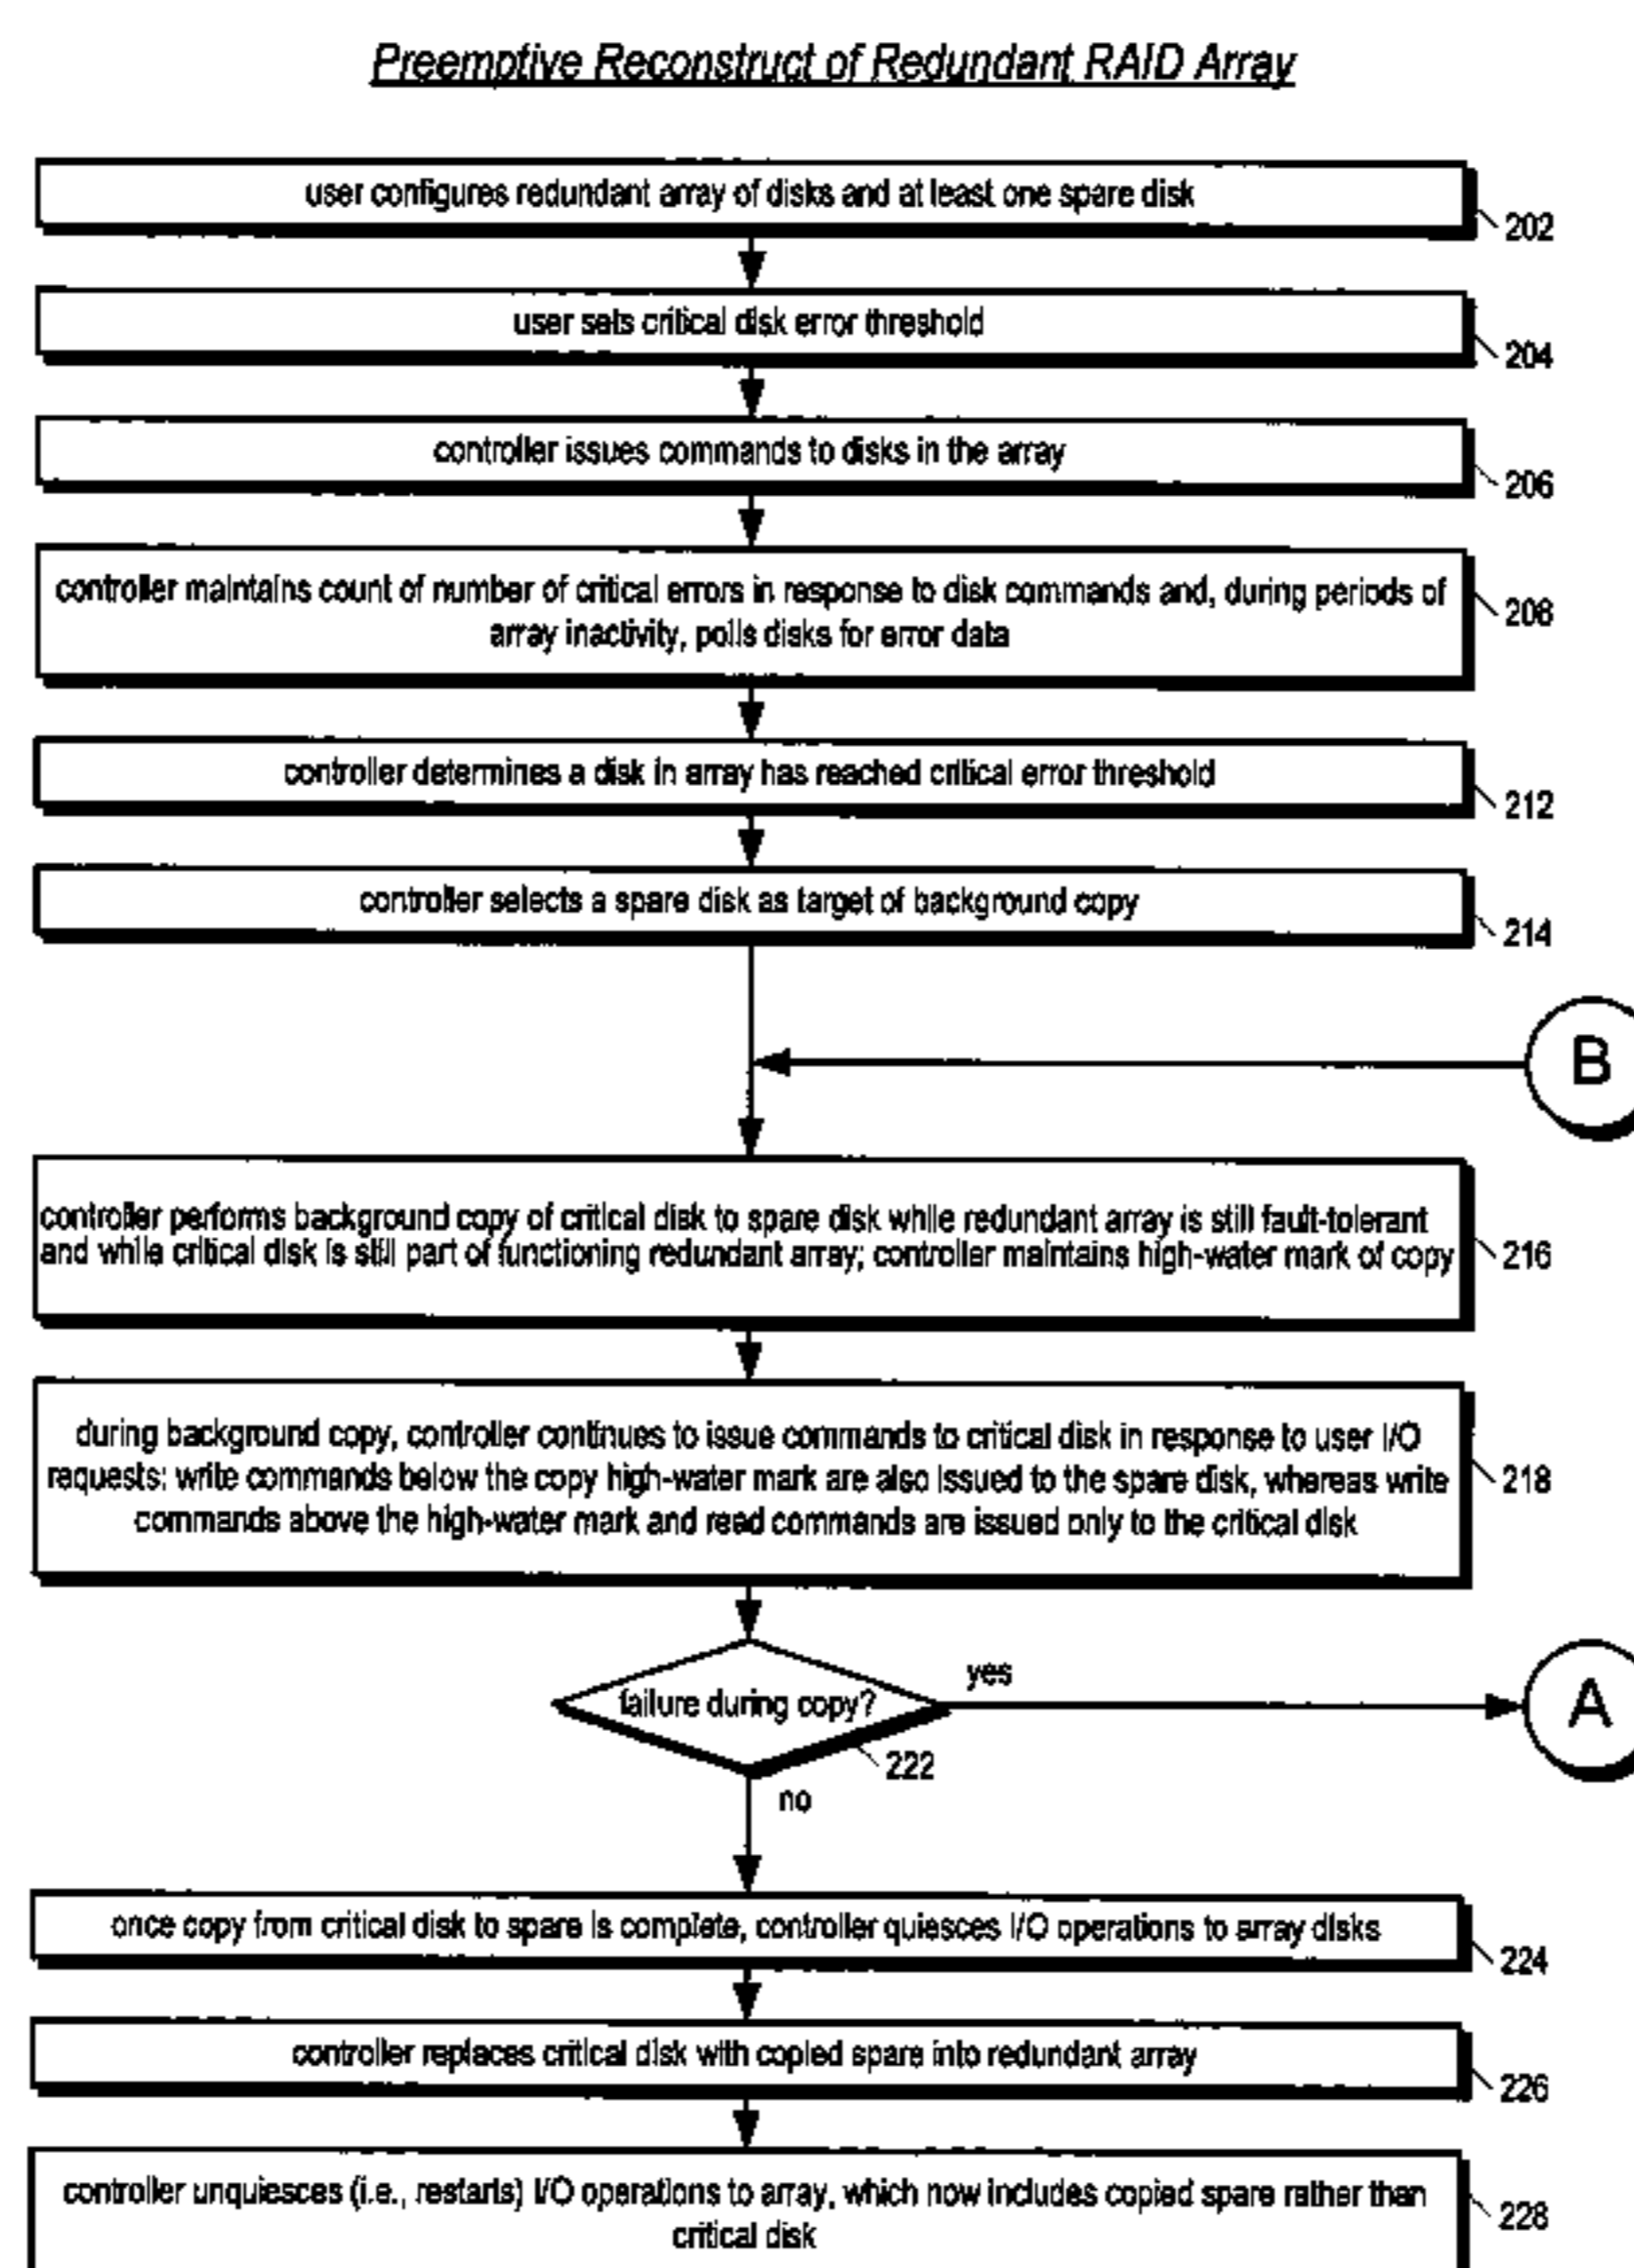 Preemptive Reconstruct of Redundant RAID Array
user configures redundant array of disks and at least one spare disk
202
user sets critical disk error threshold
204
controller issues commands to disks in the array
206
controller maintains count of number of critical errors in response to disk commands and, during periods of
array inactivity, polls disks for error data
208
controller determines a disk in array has reached critical error threshold
212
controller selects a spare disk as target of background copy
214
B
controller performs background copy of critical disk to spare disk while redundant array is still fault-tolerant
and while critical disk is still part of functioning redundant array; controller maintains high-water mark of copy
216
during background copy, controller continues to issue commands to critical disk in response to user I/O
requests; write commands below the copy high-water mark are also issued to the spare disk, whereas write
commands above the high-water mark and read commands are issued only to the critical disk
218
yes
failure during copy?
A
222
no
once copy from critical disk to spare is complete, controller quiesces I/O operations to array disks
224
controller replaces critical disk with copied spare into redundant array
226
controller unquiesces (i.e., restarts) I/O operations to array, which now includes copied spare rather than
critical disk
228